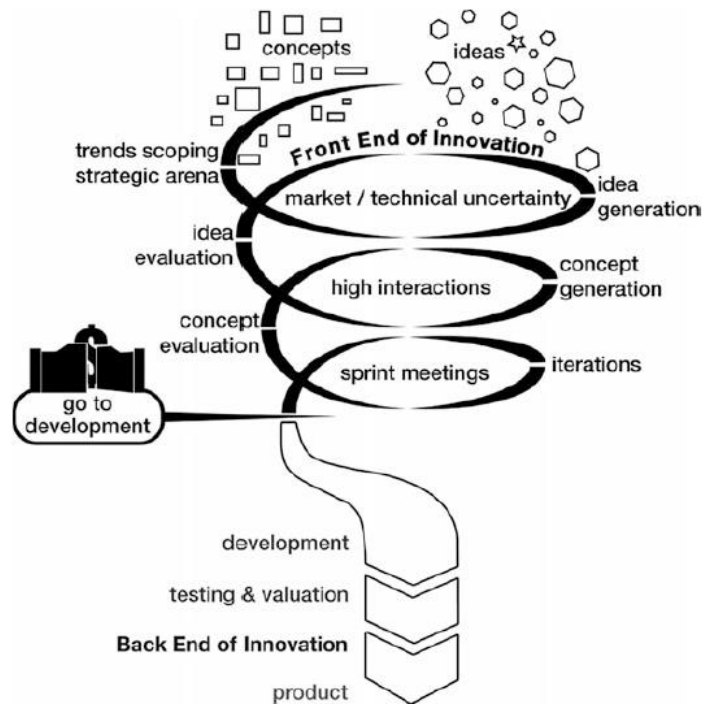 concepts
ideas
Front End of Innovation
trends scoping
strategic arena
market / technical uncertainty
idea
generation
idea
evaluation
high interactions
concept
generation
concept
evaluation
sprint meetings
iterations
$
go to
development
development
testing & valuation
Back End of Innovation
product